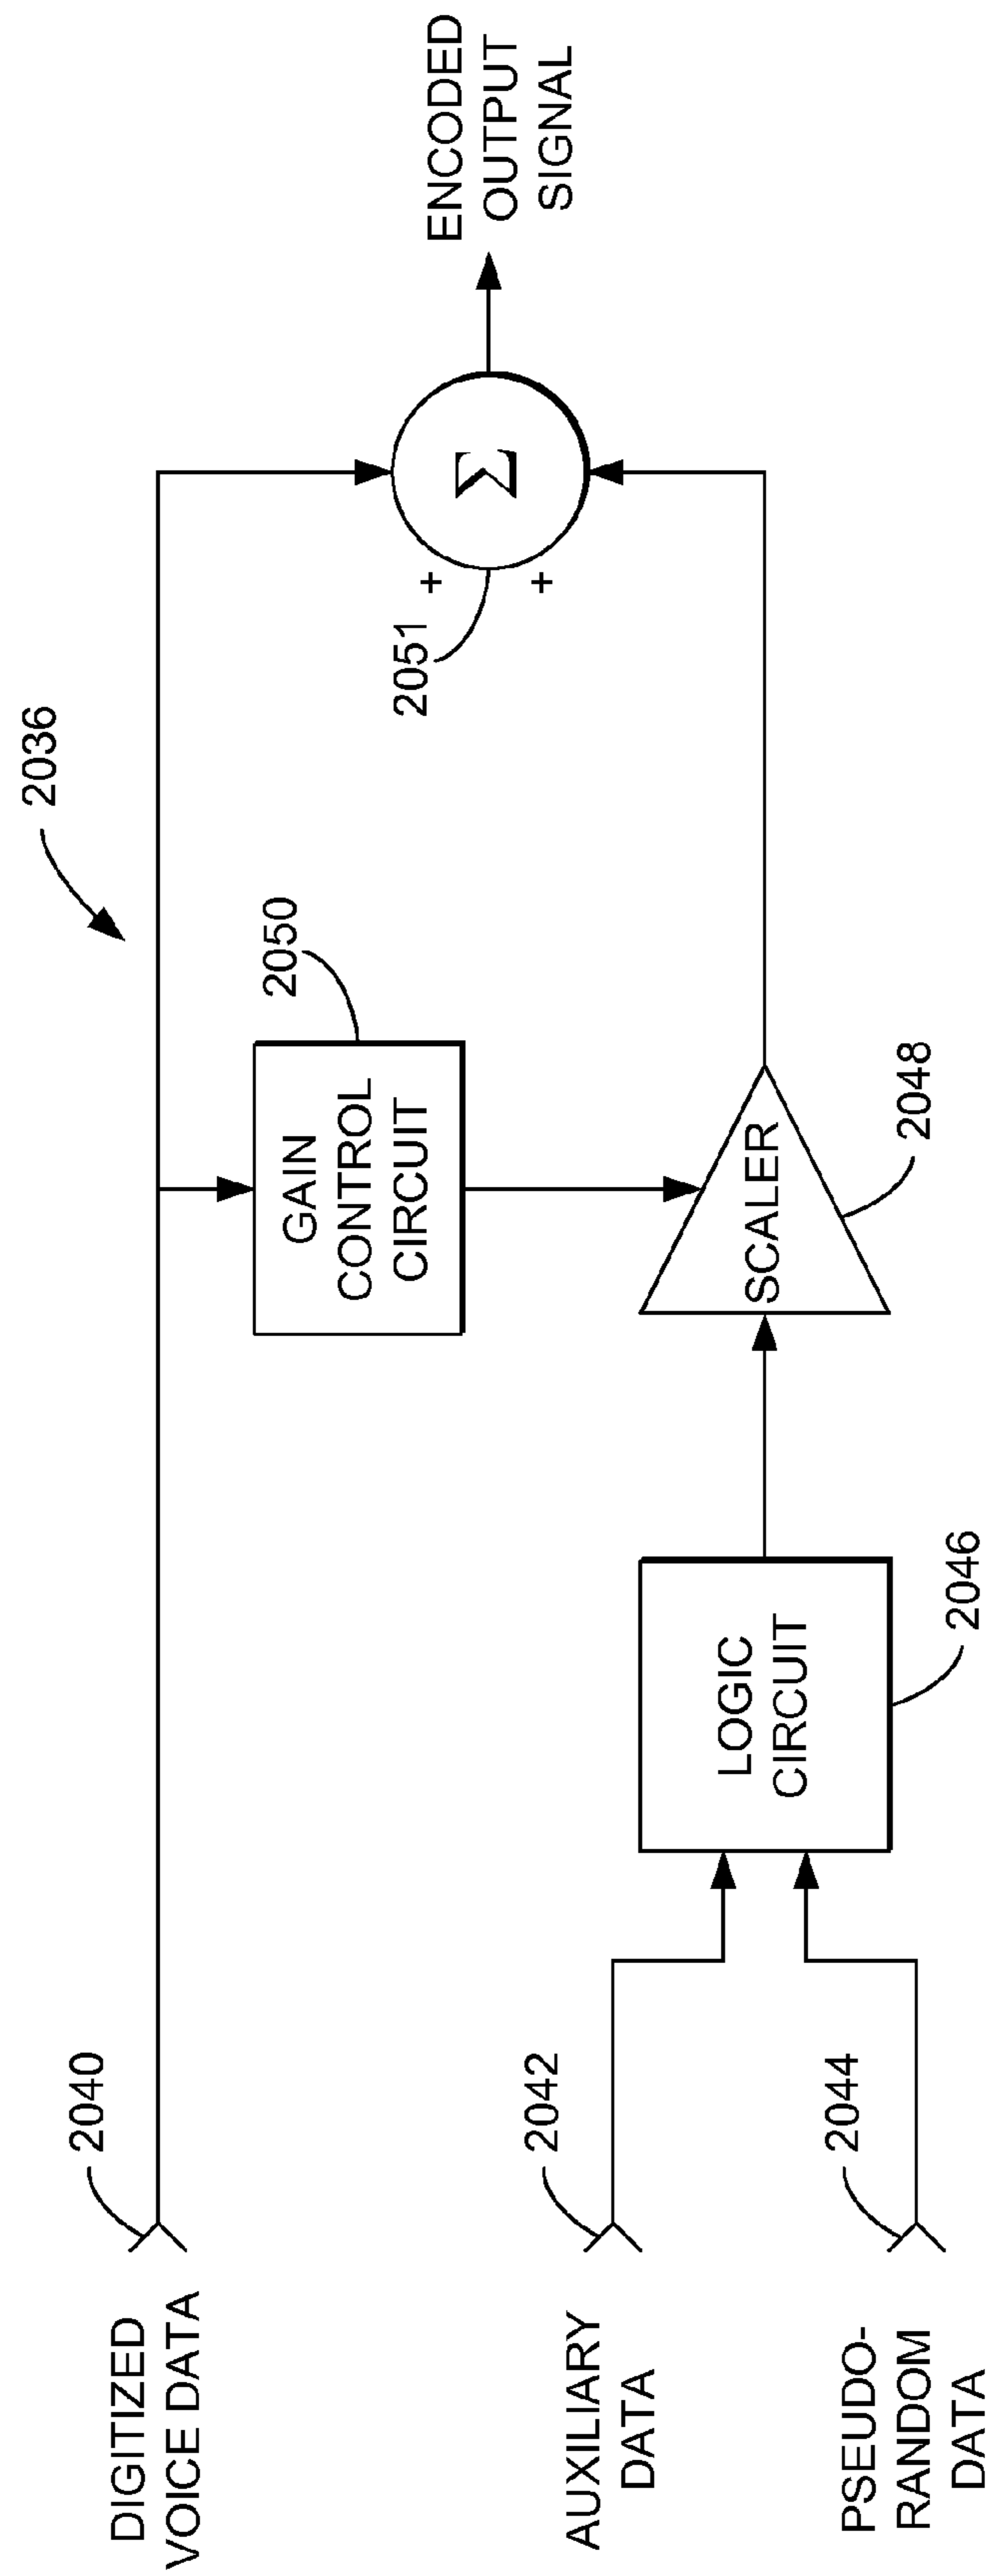 2036
DIGITIZED
VOICE DATA
2040
GAIN
CONTROL
CIRCUIT
2050
+
+
Σ
2051
ENCODED
OUTPUT
SIGNAL
AUXILIARY
DATA
2042
PSEUDO-
RANDOM
DATA
2044
LOGIC
CIRCUIT
2046
SCALER
2048